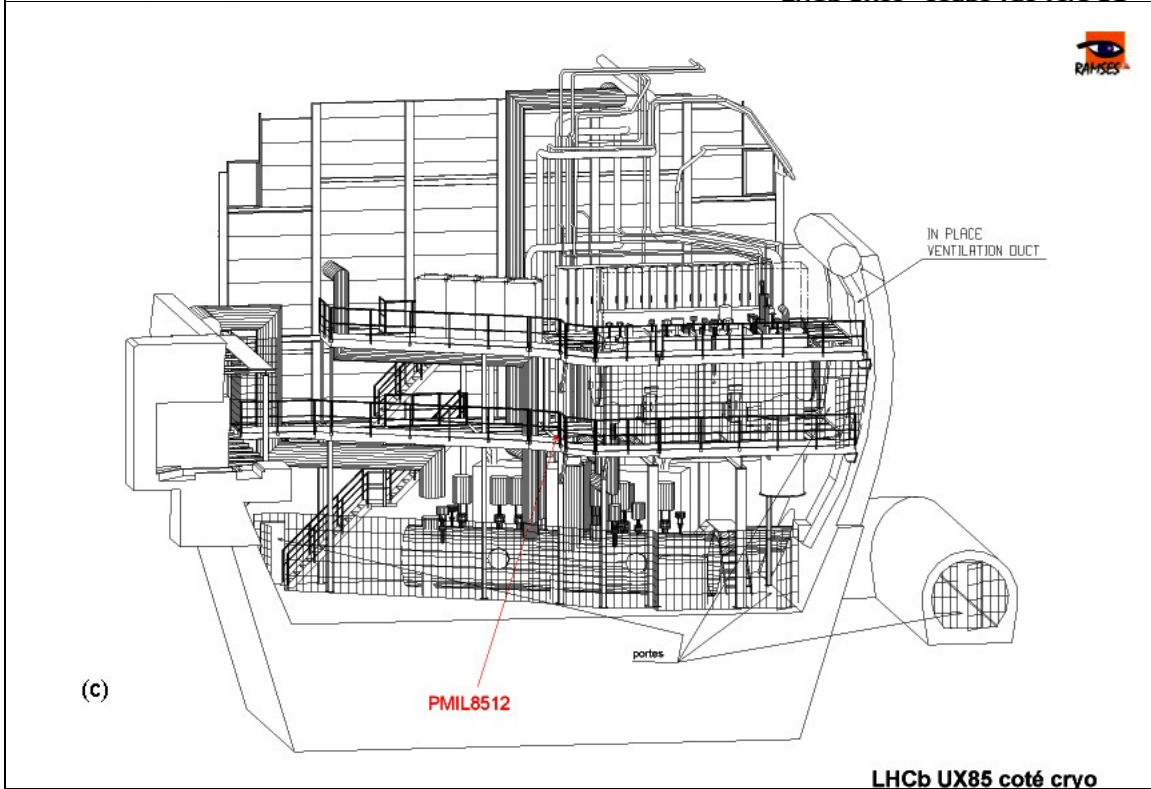 RAMSES
IN PLACE
VENTILATION DUCT
portes
(c)
PMIL8512
LHCb UX85 coté cryo